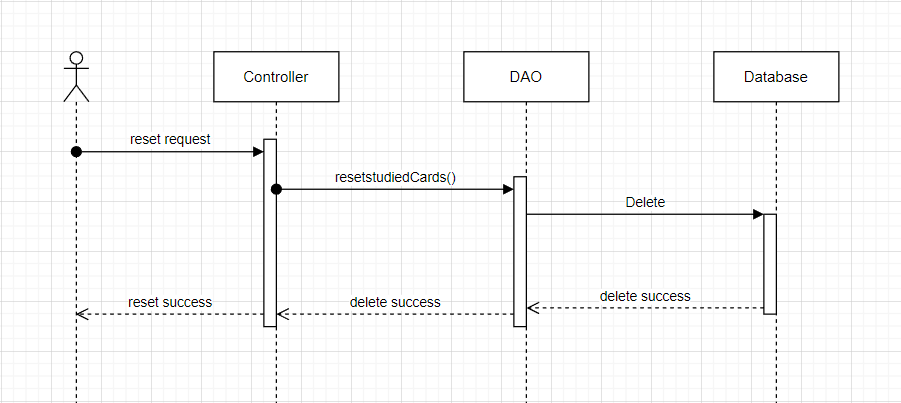 Controller
DAO
Database
reset request
resetstudiedCards()
Delete
reset success
delete success
delete success